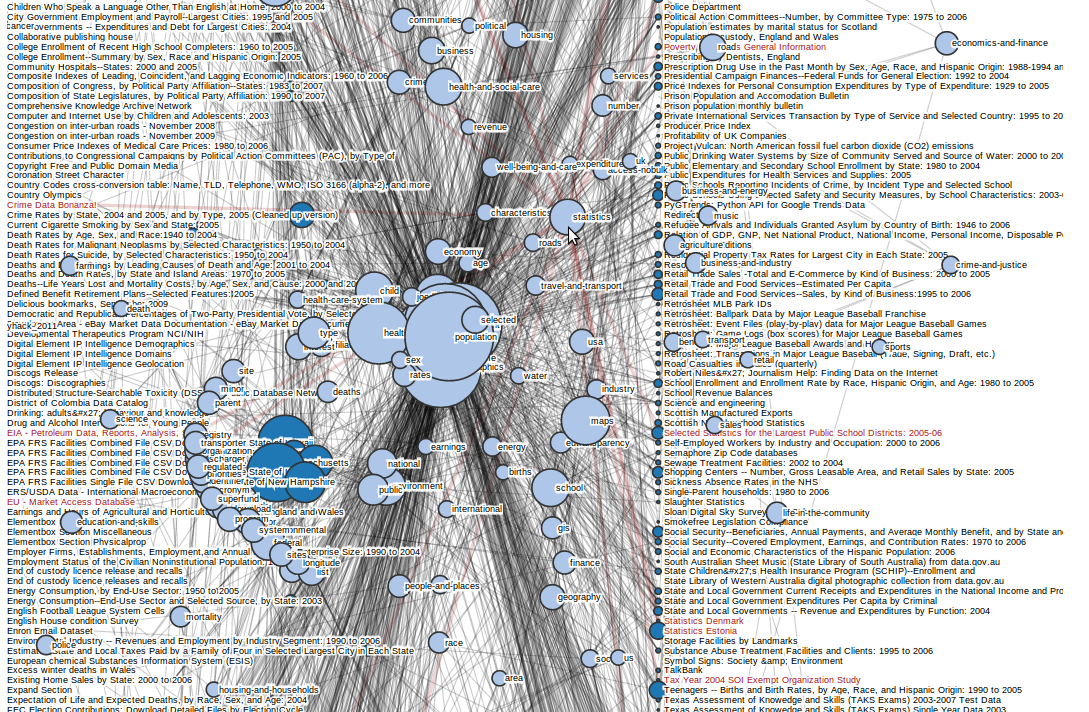 Children Who Speak a Language Other Than English at Home: 2000 to 2004
City Government Employment and Payroll--Largest Cities: 1995 and 2005
cancer
Governments -- Expenditures and Debt for Largest Cities: 2004
Collaborative publishing house
College Enrollment of Recent High School Completers: 1960 to 2005
College Enrollment--Summary by Sex, Race and Hispanic Origin: 2005
Community Hospitals--States: 2000 and 2005
Composite Indexes of Leading, Coincident, and Lagging Economic Indicators: 1960 to 2006
Composition of Congress, by Political Party Affiliation--States: 1983 to 2007
Composition of State Legislatures, by Political Party Affiliation: 1990 to 2007
Comprehensive Knowledge Archive Network
Computer and Internet Use by Children and Adolescents: 2003
Congestion on inter-urban roads - November 2008
Congestion on inter-urban roads - November 2009
Consumer Price Indexes of Medical Care Prices: 1980 to 2006
Contributions to Congressional Campaigns by Political Action Committees (PAC), by Type of
Copyright Free and Public Domain Media
Coronation Street Character
Country Codes cross-conversion table: Name, TLD, Telephone, WMO, ISO 3166 (alpha-2), and more
Country Olympics
Crime Data Bonanza!
Crime Rates by State, 2004 and 2005, and by Type, 2005 (Cleaned up version)
Current Cigarette Smoking by Sex and State: 2005
Death Rates by Age, Sex, and Race: 1940 to 2004
Death Rates for Malignant Neoplasms by Selected Characteristics: 1950 to 2004
Death Rates for Suicide, by Selected Characteristics: 1950 to 2004
Deaths and
farming
by Leading Causes of Death and Age: 2001 to 2004
Deaths and Death Rates, by State and Island Areas: 1970 to 2005
Deaths--Life Years Lost and Mortality Costs, by Age, Sex, and Cause: 2000 and 20
Defined Benefit Retirement Plans--Selected Features: 2005
Delicious bookmarks, September 2009
death
Democratic and Republican Percentages of Two-Party Presidential Vote, by Selecte
yhack-2011
Area - eBay Market Data Documentation - eBay Market D
Developmental Therapeutics Program NCI/NIH
Digital Element IP Intelligence Demographics
Digital Element IP Intelligence Domains
Digital Element IP Intelligence Geolocation
Discogs Release
Discogs: Discographies
Distributed Structure-Searchable Toxicity (DSS
Public Database Netw
District of Columbia Data Catalog
Drinking: adults&#x27; behaviour and knowledge
science
Drug and Alcohol
Young People
EIA - Petroleum Data, Reports, Analysis,
EPA FRS Facilities Combined File CSV Do
EPA FRS Facilities Combined File CSV Do
EPA FRS Facilities Combined File CSV Do
EPA FRS Facilities Combined File CSV Do
EPA FRS Facilities Single File CSV Downloa
ERS/USDA Data - International Macroeconom
EU - Market Access Database
Earnings and Hours of Agricultural and Horticultu
England and Wales
Elementbox
education-and-skills
Elementbox Section Miscellaneous
Elementbox Section Physicalprop
Employer Firms, Establishments, Employment,and Annual
Enterprise Size: 1990 to 2004
Employment Status of the Civilian Noninstitutional Population:
End of custody licence release and recalls
End of custody licence releases and recalls
Energy Consumption, by End-Use Sector: 1950 to 2005
Energy Consumption--End-Use Sector and Selected Source, by State: 2003
English Football League System Cells
English House condition Survey
mortality
Enron Email Dataset
police
Industry -- Revenues and Employment by Industry Segment: 1990 to 2006
State and Local Taxes Paid by a Family of Four in Selected Largest City in Each State
European chemical Substances Information System (ESIS)
Excess winter deaths in Wales
Existing Home Sales by State: 2000 to 2006
Expand Section
housing-and-households
Expectation of Life and Expected Deaths, by Race, Sex, and Age: 2004
FEC Election Contributions: Download Detailed Files by Election Cycle
communities
political
housing
business
crime
health-and-social-care
services
number
revenue
well-being-and-care
expenditure
uk
access-nobuik
characteristics
statistics
economy
roads
age
travel-and-transport
child
health-care-system
selected
population
type
health
usa
sex
rates
water
site
minor
parent
deaths
industry
maps
registry
transporter
State of Hawaii
organization
discharger
regulated
State of
massachusetts
State of New Hampshire
acronym
superfund
download
program
system
environmental
federal
sites
longitude
list
earnings
energy
national
environment
public
births
school
international
gis
finance
people-and-places
geography
race
soc
us
area
Police Department
Political Action Committees--Number, by Committee Type: 1975 to 2006
Population estimates by marital status for Scotland
Population
Custody, England and Wales
Poverty
roads
General Information
Prescribing
Dentists, England
Prescription Drug Use in the Past Month by Sex, Age, Race, and Hispanic Origin: 1988-1994 an
Presidential Campaign Finances--Federal Funds for General Election: 1992 to 2004
Price Indexes for Personal Consumption Expenditures by Type of Expenditure: 1929 to 2005
Prison Population and Accomodation Bulletin
Prison population monthly bulletin
Private International Services Transaction by Type of Service and Selected Country: 1995 to 20
Producer Price Index
Profitability of UK Companies
Project Vulcan: North American fossil fuel carbon dioxide (CO2) emissions
Public Drinking Water Systems by Size of Community Served and Source of Water: 2000 to 200
Public Elementary and Secondary School Enrollment by State: 1980 to 2004
Public Expenditures for Health Services and Supplies: 2005
Public Schools Reporting Incidents of Crime, by Incident Type and Selected School
business-and-energy
Selected Safety and Security Measures, by School Characteristics: 2003-
PyGTrends: Python API for Google Trends Data
Redirect
music
Refugee Arrivals and Individuals Granted Asylum by Country of Birth: 1946 to 2006
Relation of GDP, GNP, Net National Product, National Income, Personal Income, Disposable Pe
agriculture
ditions
Residential Property Tax Rates for Largest City in Each State: 2005
business-and-industry
Retail Trade Sales -Total and E-Commerce by Kind of Business: 2000 to 2005
Retail Trade and Food Services--Estimated Per Capita
Retail Trade and Food Services--Sales, by Kind of Business:1995 to 2006
Retrosheet MLB Park IDs
Retrosheet: Ballpark Data by Major League Baseball Franchise
Retrosheet: Event Files (play-by-play) data for Major League Baseball Games
Retrosheet: Game Logs (box scores) for Major League Baseball Games
transport
Major League Baseball Awards and H
sports
Retrosheet: Transactions in Major League Baseball (Trade, Signing, Draft, etc.)
retail
Road Casualties in
(quarterly)
Robert Niles&#x27; Journalism Help: Finding Data on the Internet
School Enrollment and Enrollment Rate by Race, Hispanic Origin, and Age: 1980 to 2005
School Revenue Balances
Science and engineering
Scottish Manufactured Exports
Scottish Neighbourhood Statistics
sales
Selected Statistics for the Largest Public School Districts: 2005-06
Self-Employed Workers by Industry and Occupation: 2000 to 2006
Semaphore Zip Code databases
Sewage Treatment Facilities: 2002 to 2004
Shopping Centers -- Number, Gross Leasable Area, and Retail Sales by State: 2005
Sickness Absence Rates in the NHS
Single-Parent households: 1980 to 2006
Slaughter Statistics
Sloan Digital Sky Survey
life-in-the-community
Smokefree Legislation Compliance
Social Security--Beneficiaries, Annual Payments, and Average Monthly Benefit, and by State and
Social Security--Covered Employment, Earnings, and Contribution Rates: 1970 to 2006
Social and Economic Characteristics of the Hispanic Population: 2006
South Australian Sheet Music (State Library of South Australia) from data.gov.au
State Children&#x27;s Health Insurance Program (SCHIP)--Enrollment and
State Library of Western Australia digital photographic collection from data.gov.au
State and Local Government Current Receipts and Expenditures in the National Income and Pro
State and Local Government Expenditures Per Capita by Criminal
State and Local Governments -- Revenue and Expenditures by Function: 2004
Statistics Denmark
Statistics Estonia
Storage Facilities by Landmarks
Substance Abuse Treatment Facilities and Clients: 1995 to 2006
Symbol Signs: Society &amp; Environment
TalkBank
Tax Year 2004 SOI Exempt Organization Study
Teenagers -- Births and Birth Rates, by Age, Race, and Hispanic Origin: 1990 to 2005
Texas Assessment of Knowedge and Skills (TAKS Exams) 2003-2007 Test Data
Texas Assessment of Knowedge and Skills (TAKS Exams) Single Year Data 2003
economics-and-finance
crime-and-justice